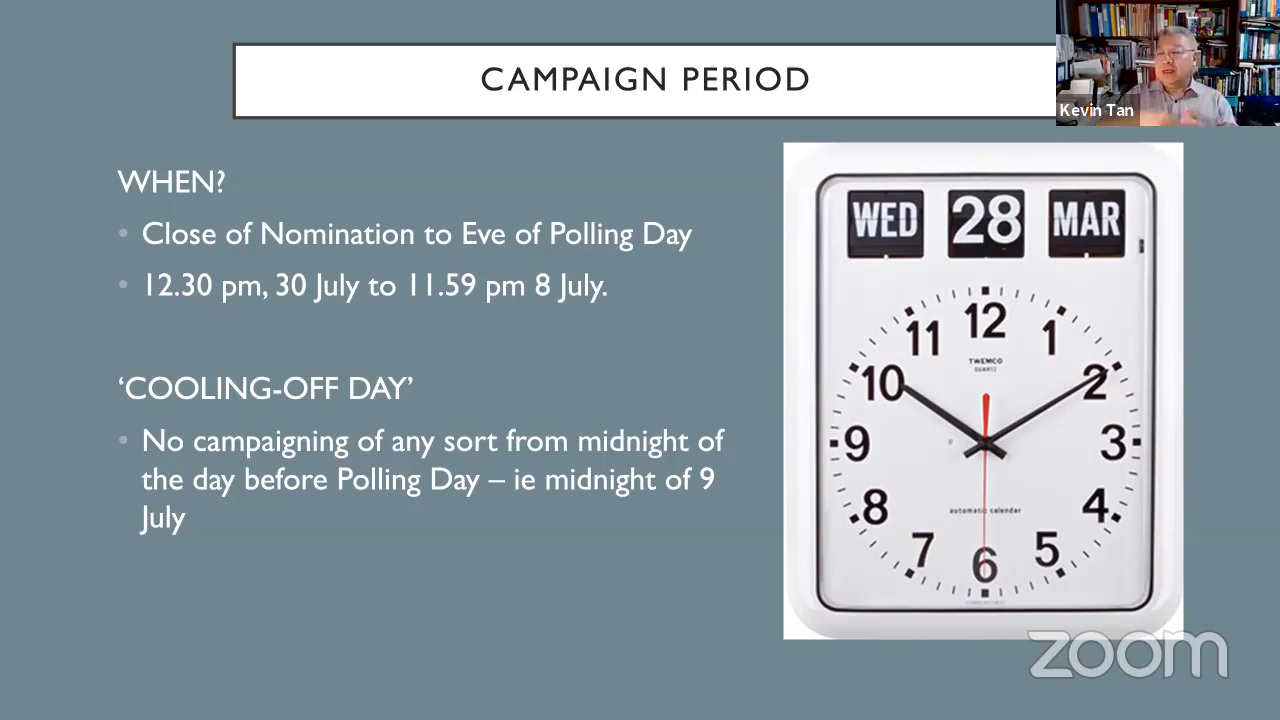 CAMPAIGN PERIOD
Kevin Tan
WHEN?
• Close of Nomination to Eve of Polling Day
• 12.30 pm, 30 July to 11.59 pm 8 July.
‘COOLING-OFF DAY’
• No campaigning of any sort from midnight of
the day before Polling Day – ie midnight of 9
July
WED 28 MAR
12
11 1
TWEMCO
QUARTZ
10 2
9 3
automatic calendar
8 4
7 5
6
zoom